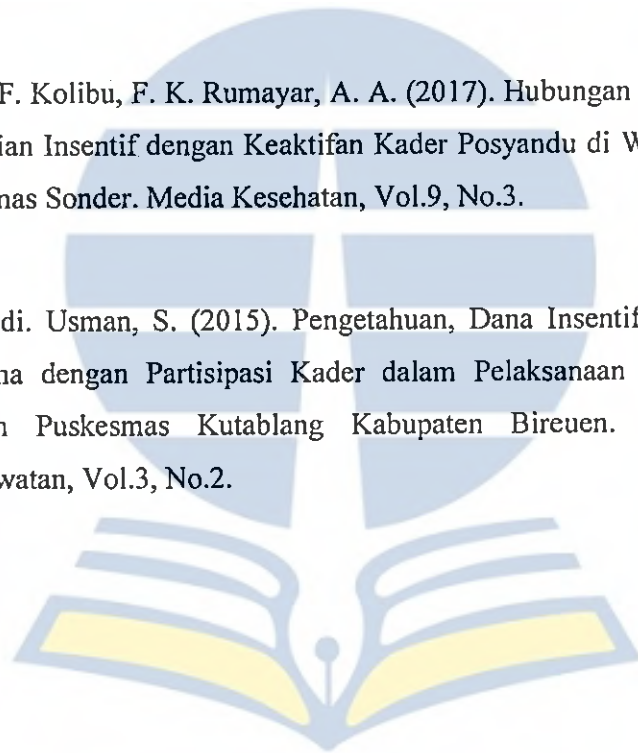 F. Kolibu, F. K. Rumayar, A. A. (2017). Hubungan
ian Insentif dengan Keaktifan Kader Posyandu di W
nas Sonder. Media Kesehatan, Vol.9, No.3.
di. Usman, S. (2015). Pengetahuan, Dana Insentif
na dengan Partisipasi Kader dalam Pelaksanaan
n Puskesmas Kutablang Kabupaten Bireuen.
watan, Vol.3, No.2.